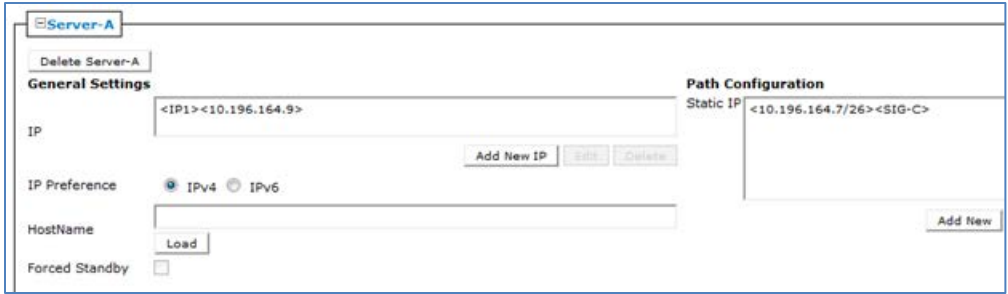 Server-A
Delete Server-A
General Settings
IP
<IP1><10.196.164.9>
Add New IP Edit Delete
IP Preference IPv4 IPv6
HostName
Load
Forced Standby
Path Configuration
Static IP <10.196.164.7/26><SIG-C>
Add New